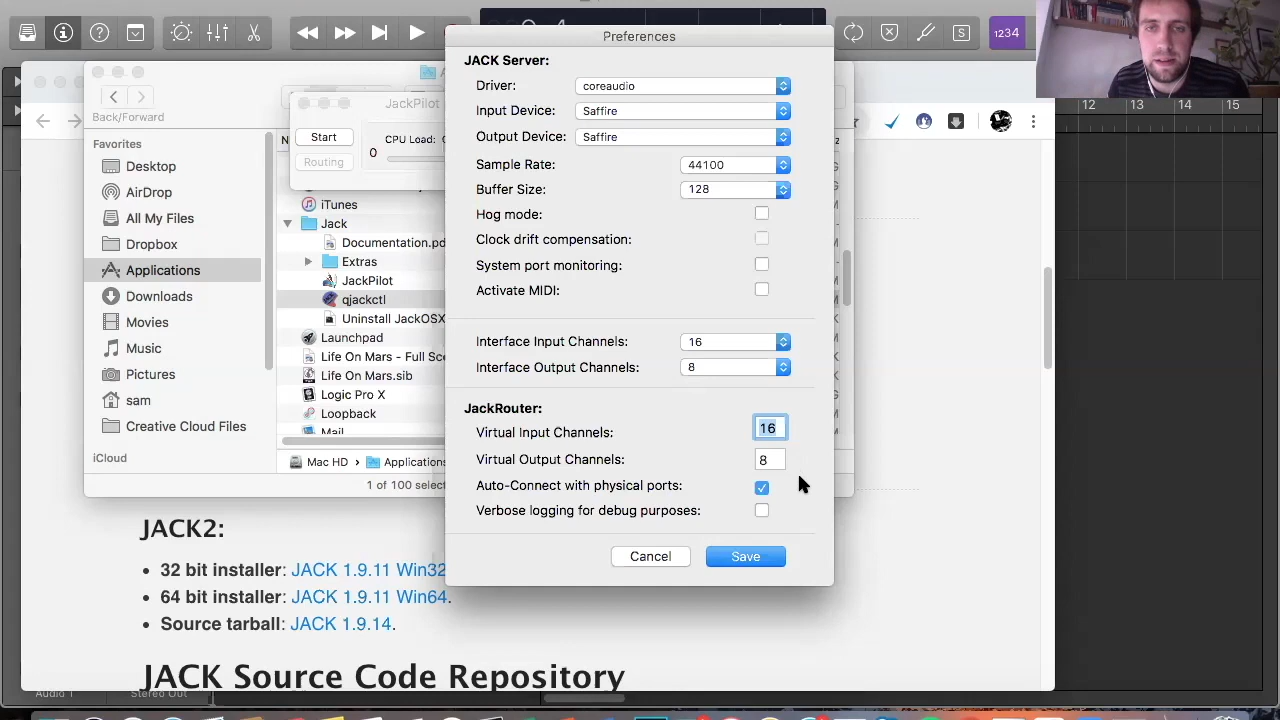 1234
Preferences
JACK Server:
Driver:
coreaudio
Input Device:
Saffire
Output Device:
Saffire
Sample Rate:
44100
Buffer Size:
128
Hog mode:
Clock drift compensation:
System port monitoring:
Activate MIDI:
Interface Input Channels:
16
Interface Output Channels:
8
JackRouter:
Virtual Input Channels:
16
Virtual Output Channels:
8
Auto-Connect with physical ports:
Verbose logging for debug purposes:
Cancel
Save
Back/Forward
Favorites
Desktop
AirDrop
All My Files
Dropbox
Applications
Downloads
Movies
Music
Pictures
sam
Creative Cloud Files
iCloud
JackPilot
Start
CPU Load:
0
Routing
iTunes
Jack
Documentation.pd
Extras
JackPilot
qjackctl
Uninstall JackOSX
Launchpad
Life On Mars - Full Sc
Life On Mars.sib
Logic Pro X
Loopback
Mail
Mac HD
Applications
1 of 100 select
12
13
14
15
JACK2:
• 32 bit installer: JACK 1.9.11 Win32
• 64 bit installer: JACK 1.9.11 Win64.
• Source tarball: JACK 1.9.14.
JACK Source Code Repository
Audio 1
Stereo Out